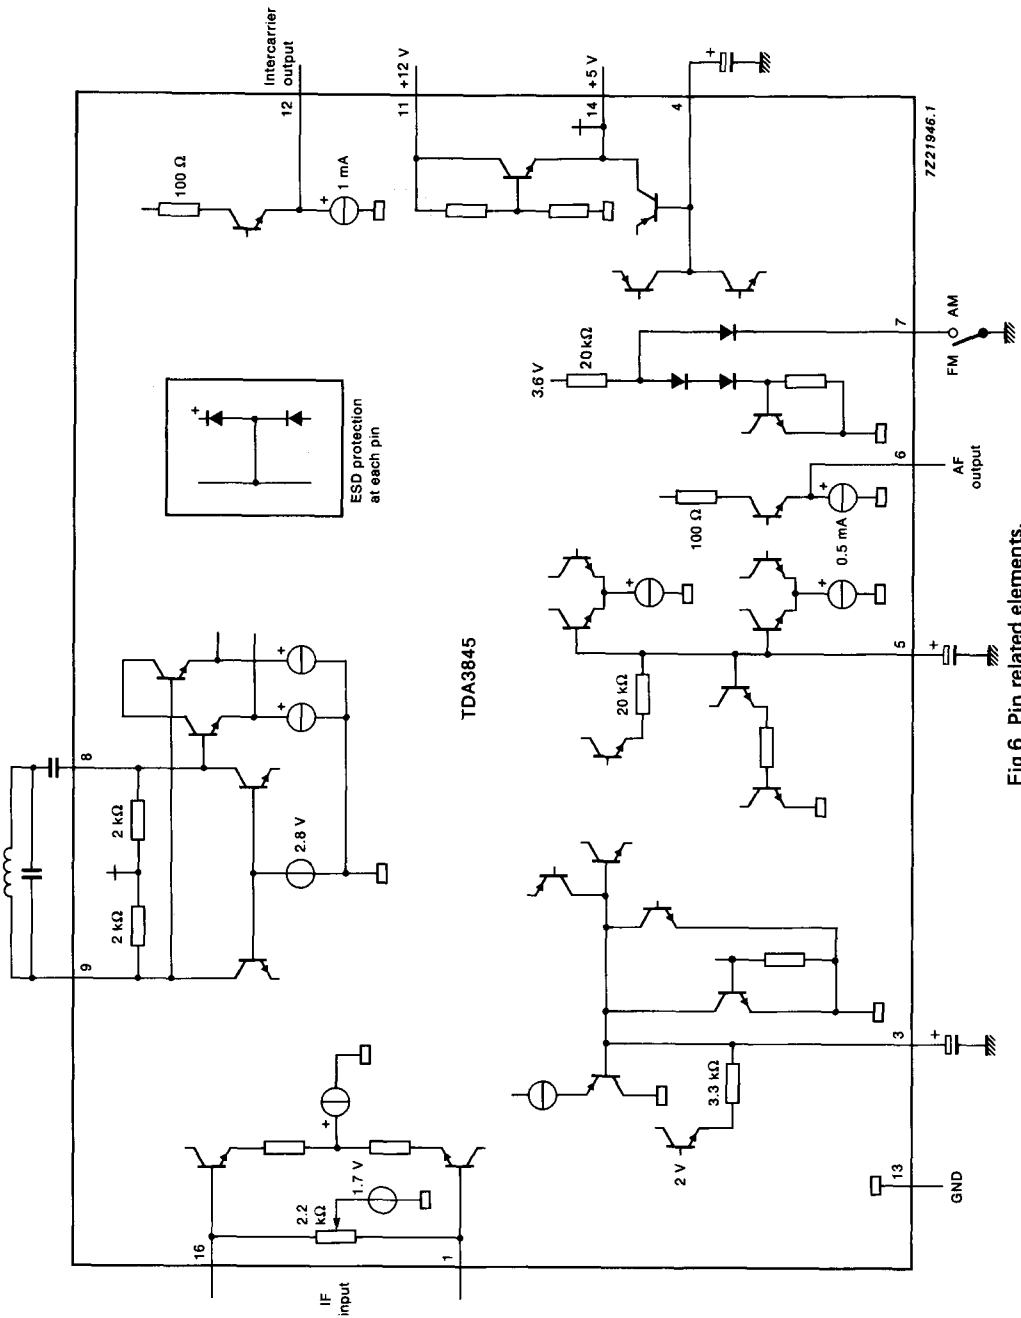 IF
input
16
1
2.2
kΩ
1.7 V
+
9
8
2 kΩ
2 kΩ
2.8 V
+
+
ESD protection
at each pin
+
100 Ω
+
1 mA
12
Intercarrier
output
11
+12 V
14
+5 V
4
+
TDA3845
13
GND
2 V
3.3 kΩ
3
+
20 kΩ
5
+
+
+
100 Ω
+
0.5 mA
6
AF
output
3.6 V
20kΩ
7
FM
AM
7Z21946.1
Fig.6 Pin related elements.